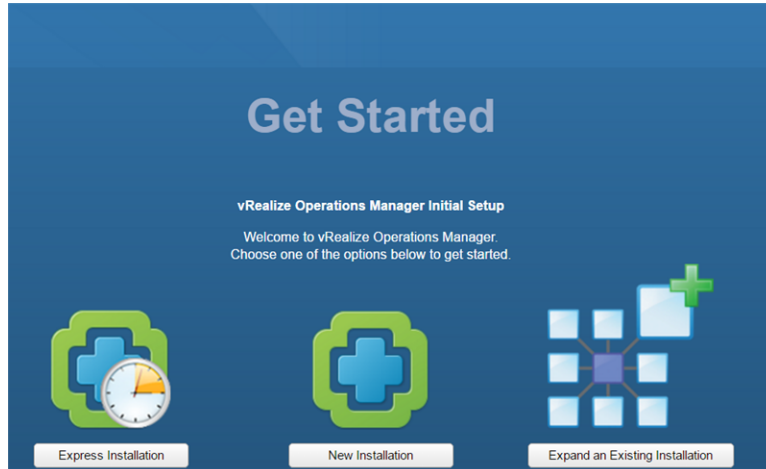 Get Started
vRealize Operations Manager Initial Setup
Welcome to vRealize Operations Manager.
Choose one of the options below to get started.
Express Installation
New Installation
Expand an Existing Installation